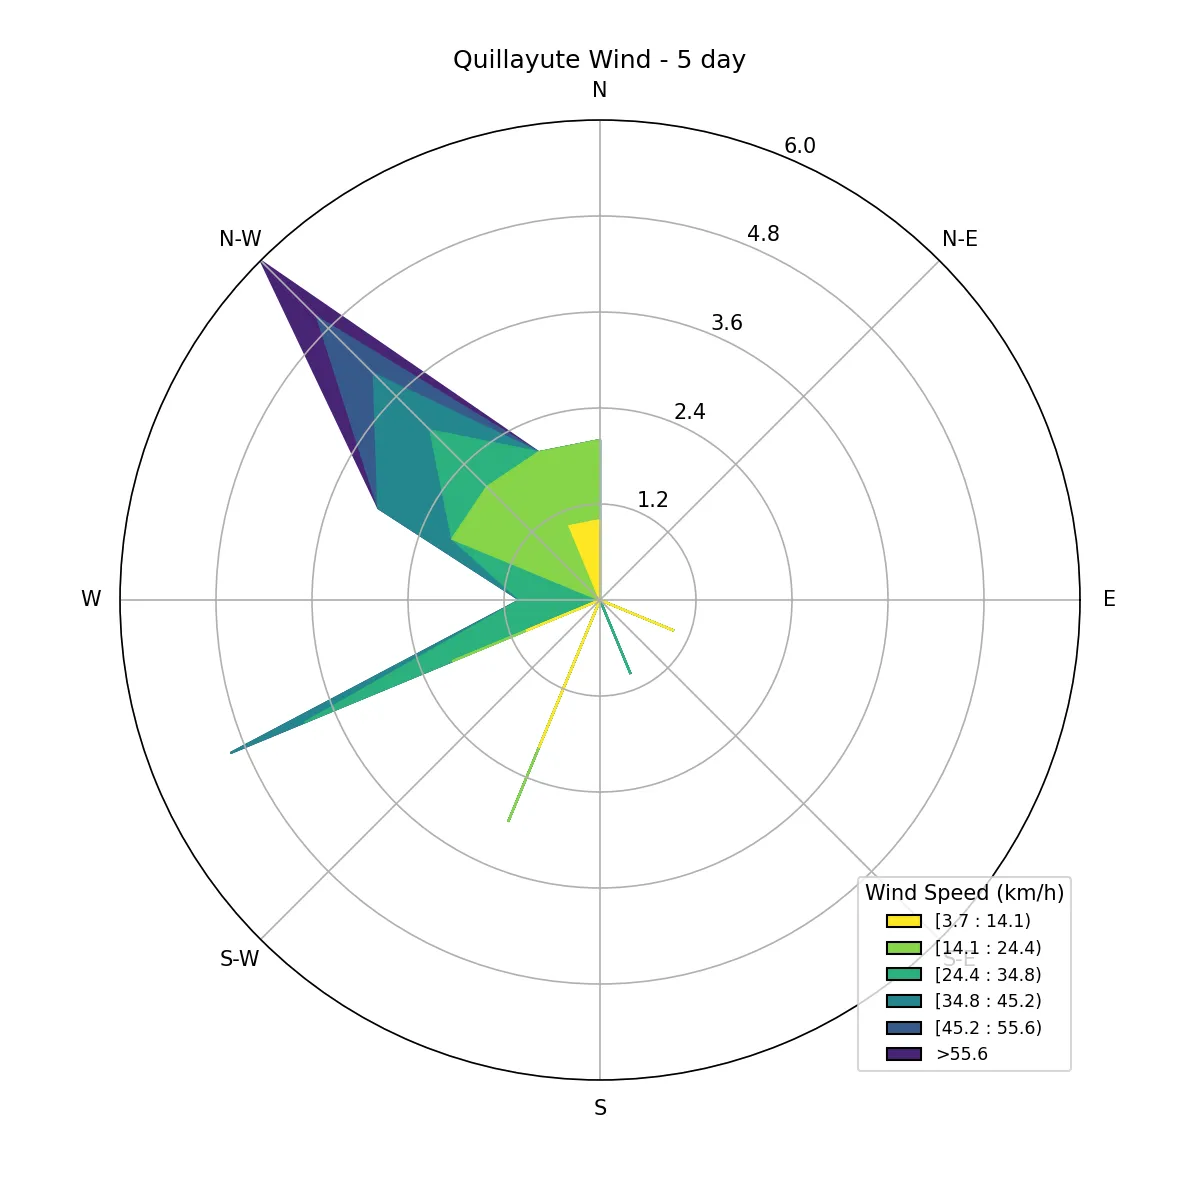 Quillayute Wind - 5 day
N
6.0
N-W
4.8
N-E
3.6
2.4
1.2
W
E
S-W
S-E
S
Wind Speed (km/h)
[3.7 : 14.1)
[14.1 : 24.4)
[24.4 : 34.8)
[34.8 : 45.2)
[45.2 : 55.6)
>55.6